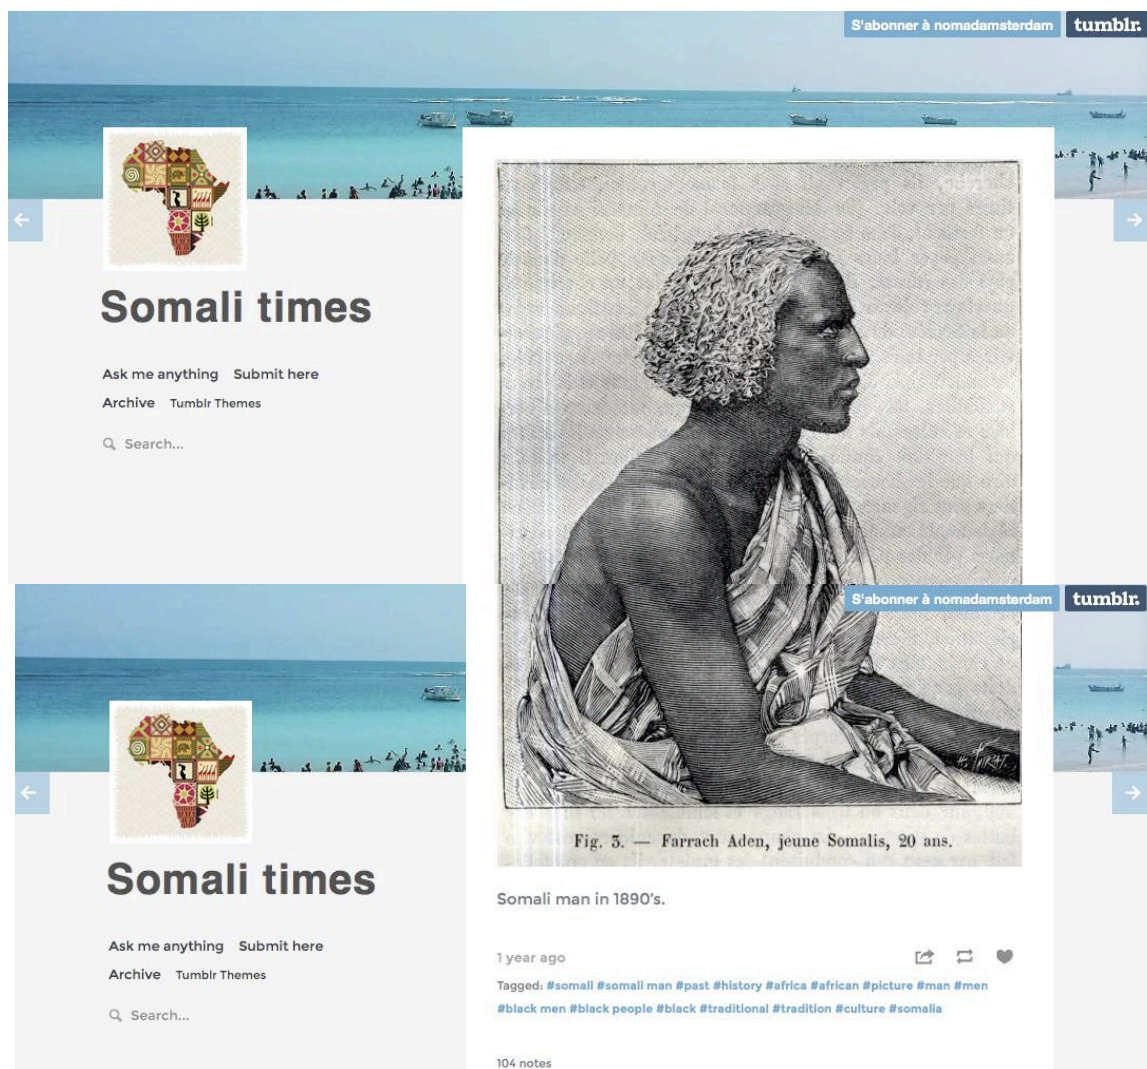 S'abonner à nomadamsterdam
tumblr.
Somali times
Ask me anything Submit here
Archive Tumblr Themes
Search...
S'abonner à nomadamsterdam
tumblr.
Somali times
Ask me anything Submit here
Archive Tumblr Themes
Search...
Fig. 3. — Farrach Aden, jeune Somalis, 20 ans.
Somali man in 1890's.
1 year ago
Tagged: #somali #somali man #past #history #africa #african #picture #man #men
#black men #black people #black #traditional #tradition #culture #somalia
104 notes